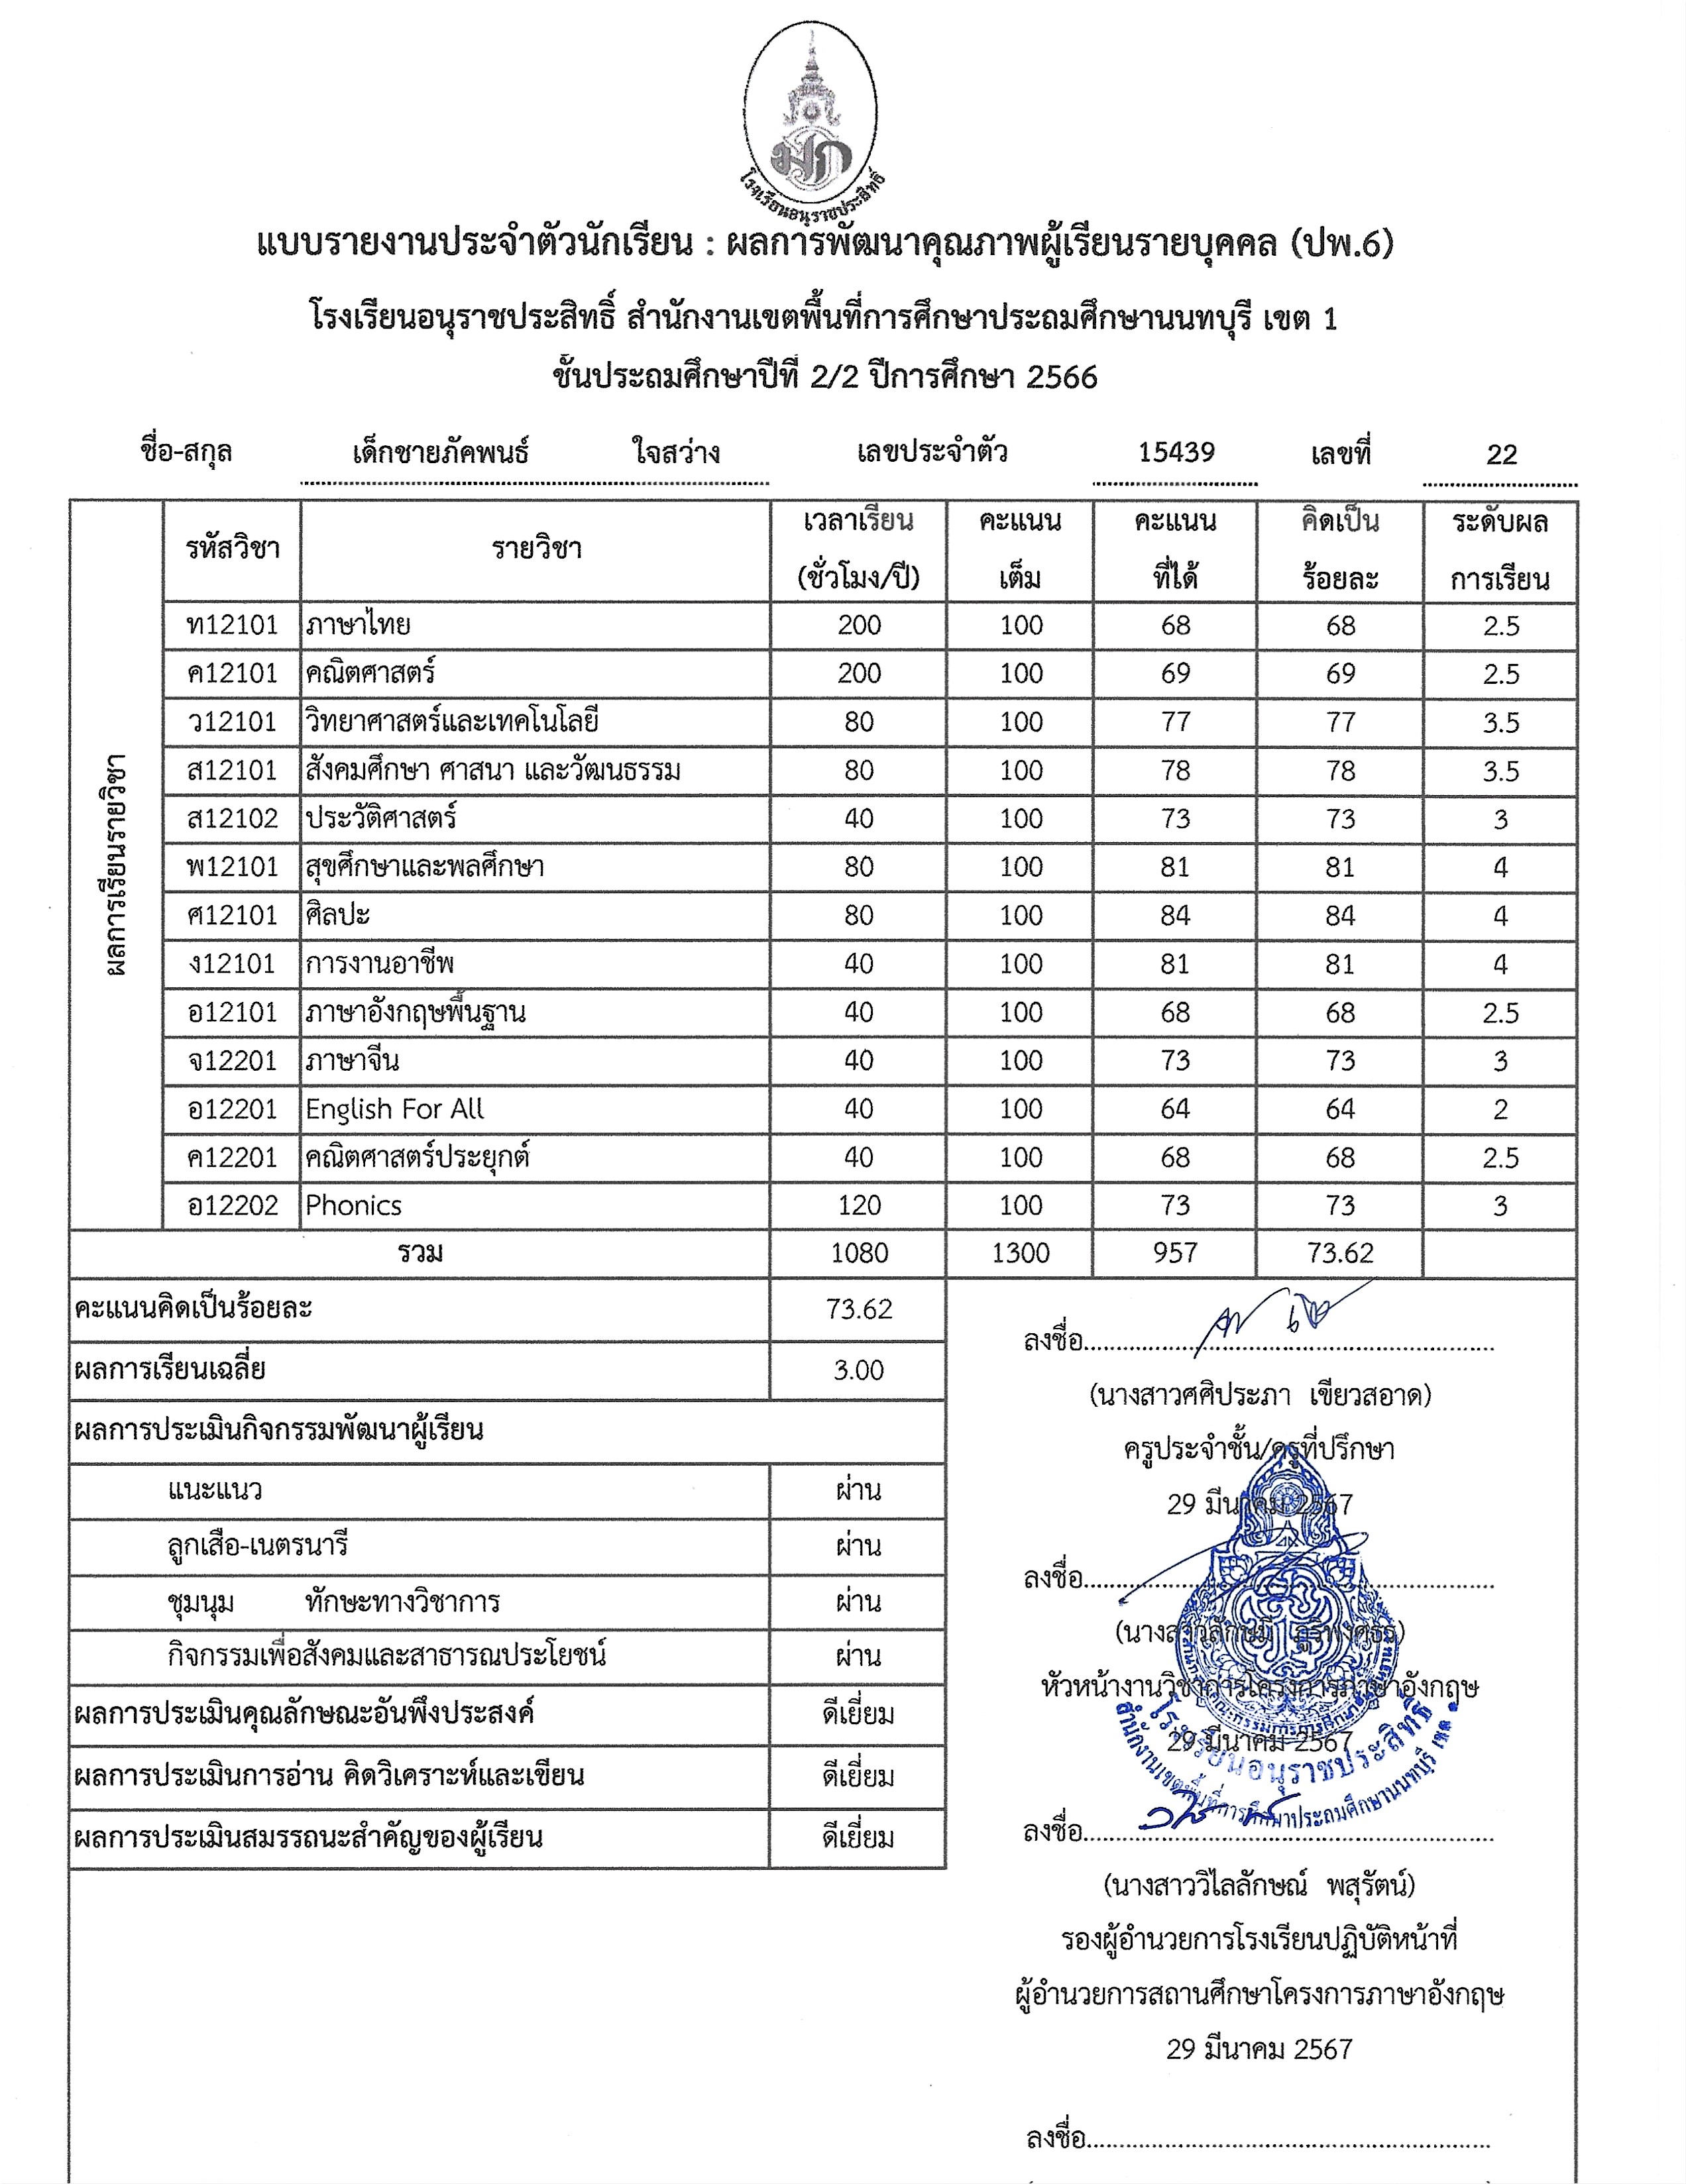 โรงเรียนอนุราชประสิทธิ์
แบบรายงานประจำตัวนักเรียน : ผลการพัฒนาคุณภาพผู้เรียนรายบุคคล (ปพ.6)
โรงเรียนอนุราชประสิทธิ์ สำนักงานเขตพื้นที่การศึกษาประถมศึกษานนทบุรี เขต 1
ชั้นประถมศึกษาปีที่ 2/2 ปีการศึกษา 2566
ชื่อ-สกุล เด็กชายภัคพนธ์ ใจสว่าง เลขประจำตัว 15439 เลขที่ 22
ผลการเรียนรายวิชา
รหัสวิชา รายวิชา เวลาเรียน (ชั่วโมง/ปี) คะแนนเต็ม คะแนนที่ได้ คิดเป็นร้อยละ ระดับผลการเรียน
ท12101 ภาษาไทย 200 100 68 68 2.5
ค12101 คณิตศาสตร์ 200 100 69 69 2.5
ว12101 วิทยาศาสตร์และเทคโนโลยี 80 100 77 77 3.5
ส12101 สังคมศึกษา ศาสนา และวัฒนธรรม 80 100 78 78 3.5
ส12102 ประวัติศาสตร์ 40 100 73 73 3
พ12101 สุขศึกษาและพลศึกษา 80 100 81 81 4
ศ12101 ศิลปะ 80 100 84 84 4
ง12101 การงานอาชีพ 40 100 81 81 4
อ12101 ภาษาอังกฤษพื้นฐาน 40 100 68 68 2.5
จ12201 ภาษาจีน 40 100 73 73 3
อ12201 English For All 40 100 64 64 2
ค12201 คณิตศาสตร์ประยุกต์ 40 100 68 68 2.5
อ12202 Phonics 120 100 73 73 3
รวม 1080 1300 957 73.62
คะแนนคิดเป็นร้อยละ 73.62
ผลการเรียนเฉลี่ย 3.00
ผลการประเมินกิจกรรมพัฒนาผู้เรียน
แนะแนว ผ่าน
ลูกเสือ-เนตรนารี ผ่าน
ชุมนุม ทักษะทางวิชาการ ผ่าน
กิจกรรมเพื่อสังคมและสาธารณประโยชน์ ผ่าน
ผลการประเมินคุณลักษณะอันพึงประสงค์ ดีเยี่ยม
ผลการประเมินการอ่าน คิดวิเคราะห์และเขียน ดีเยี่ยม
ผลการประเมินสมรรถนะสำคัญของผู้เรียน ดีเยี่ยม
ลงชื่อ
(นางสาวศศิประภา เขียวสอาด)
ครูประจำชั้น/ครูที่ปรึกษา
29 มีนาคม 2567
ลงชื่อ
หัวหน้างานวิชาการโครงการภาษาอังกฤษ
29 มีนาคม 2567
โรงเรียนอนุราชประสิทธิ์
สำนักงานเขตพื้นที่การศึกษาประถมศึกษานนทบุรี เขต ๑
ลงชื่อ
(นางสาววิไลลักษณ์ พสุรัตน์)
รองผู้อำนวยการโรงเรียนปฏิบัติหน้าที่
ผู้อำนวยการสถานศึกษาโครงการภาษาอังกฤษ
29 มีนาคม 2567
ลงชื่อ